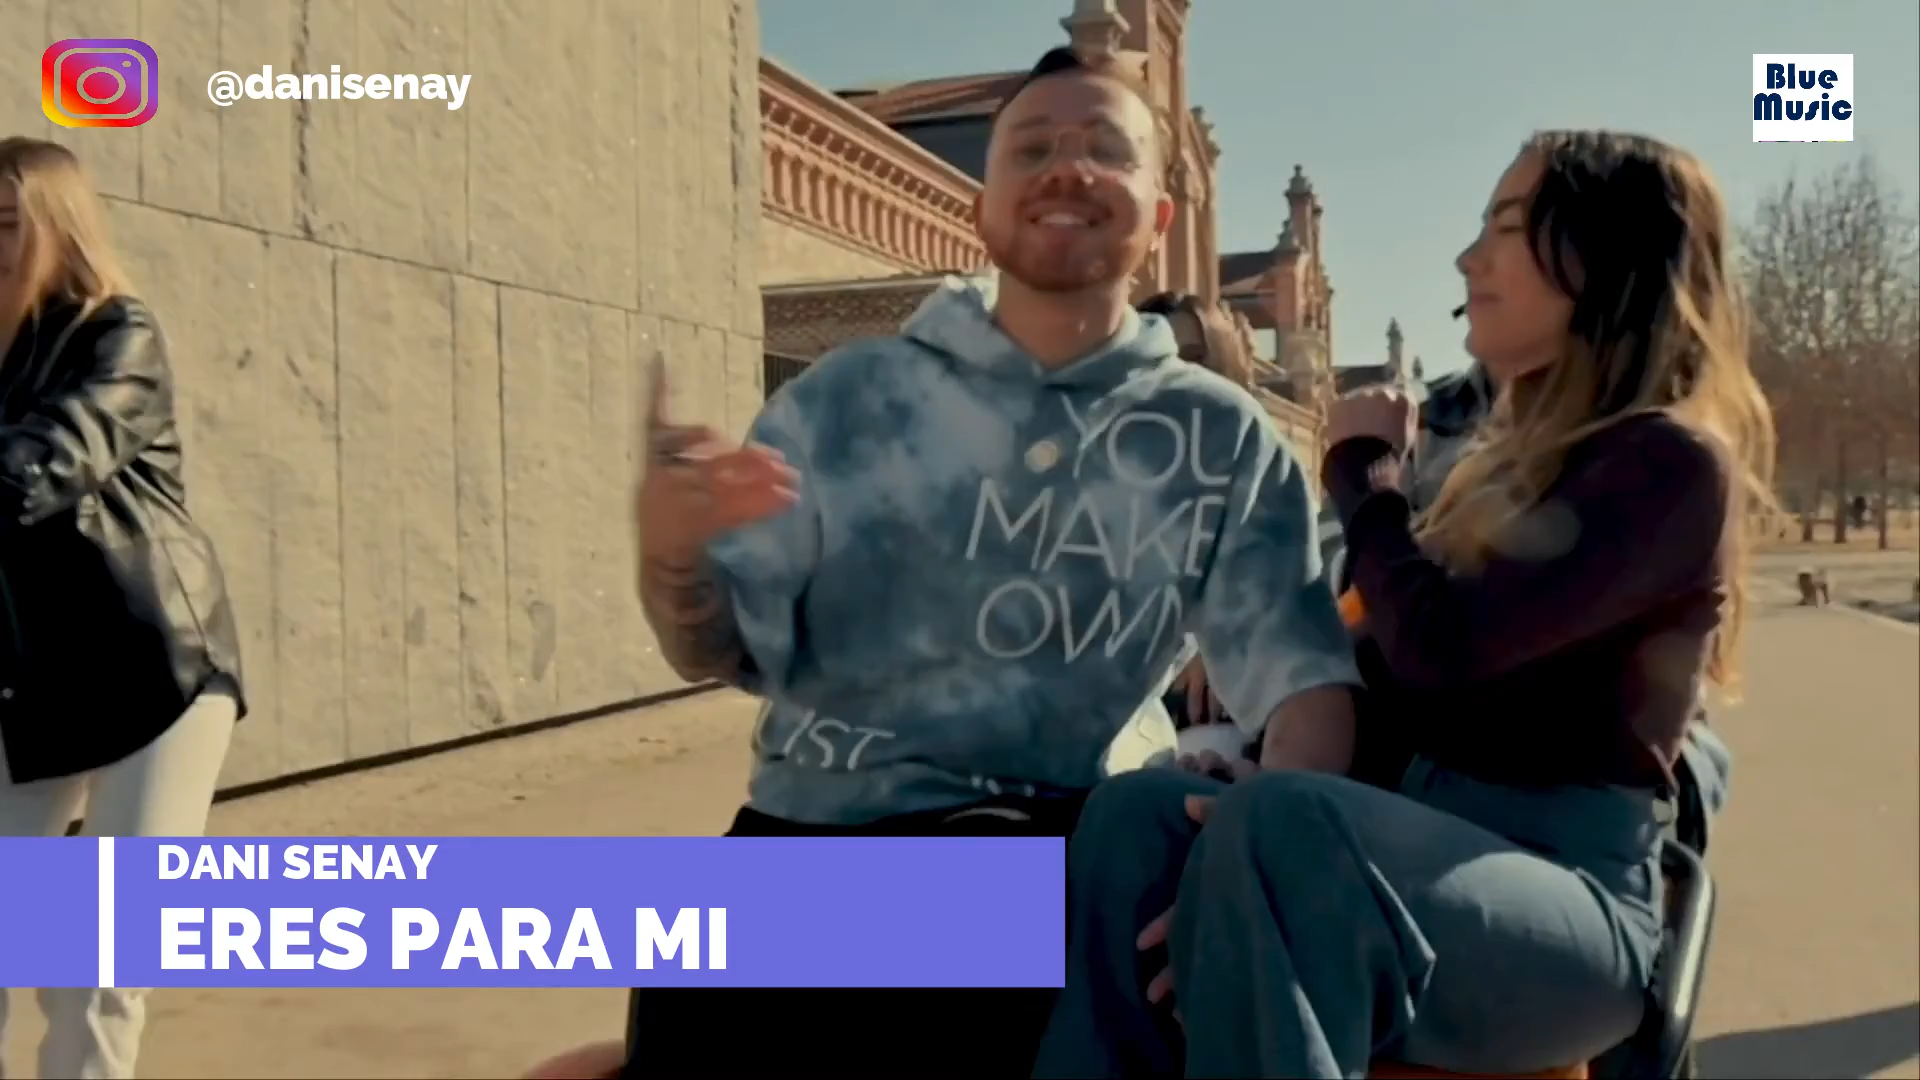 @danisenay
Blue
Music
YOU
MAKE
OWN
DANI SENAY
ERES PARA MI